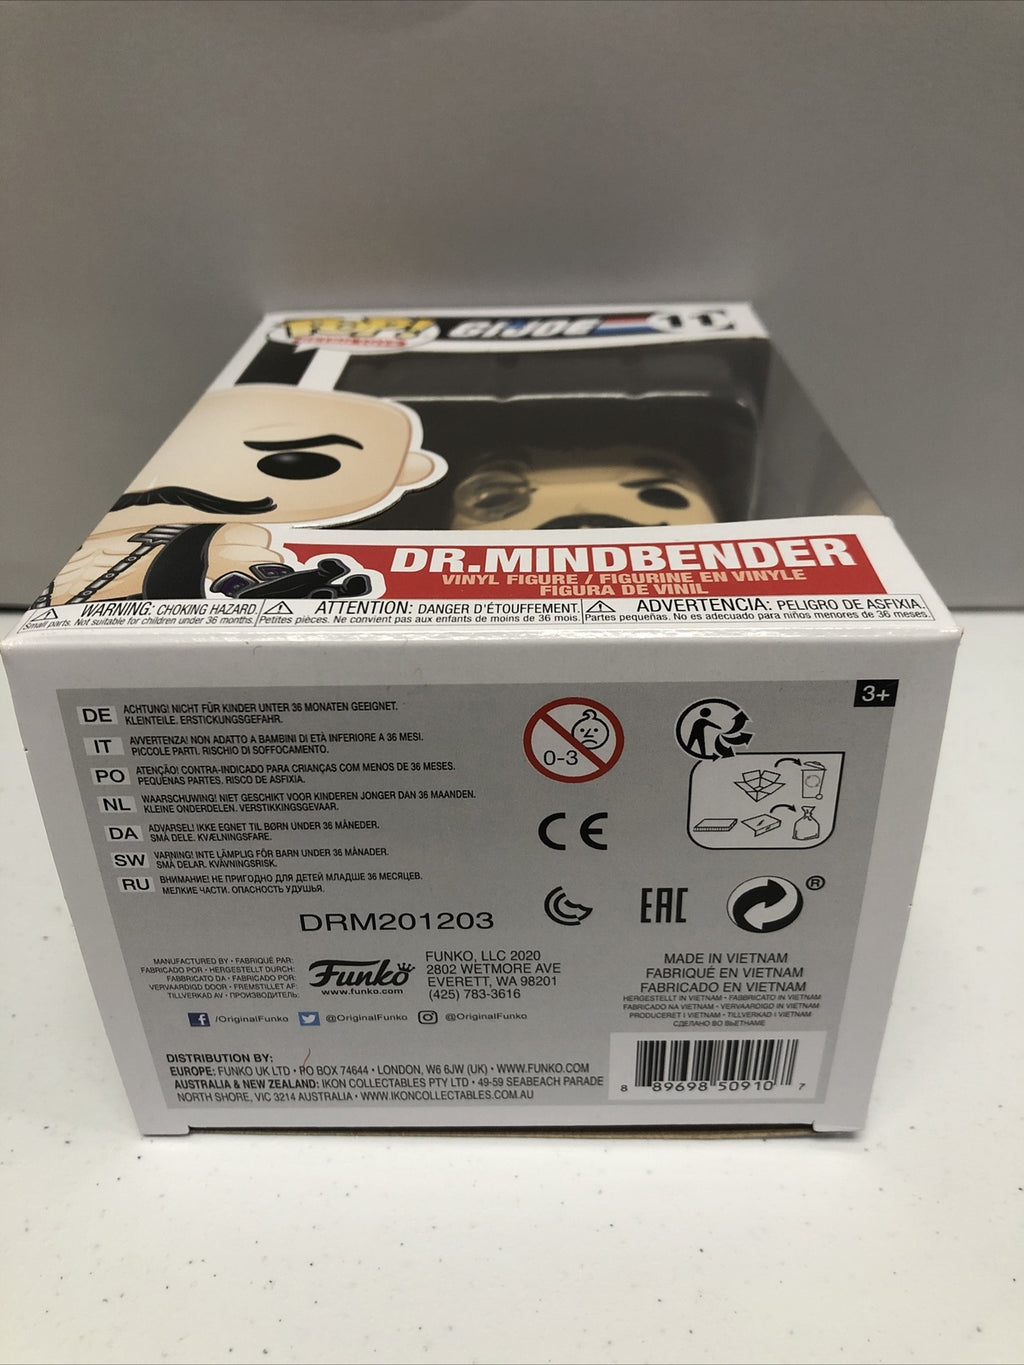 POP!
G.I. JOE
11
DR.MINDBENDER
VINYL FIGURE / FIGURINE EN VINYLE
FIGURA DE VINIL
WARNING: CHOKING HAZARD.
Small parts. Not suitable for children under 36 months.
ATTENTION: DANGER D'ÉTOUFFEMENT.
Petites pièces. Ne convient pas aux enfants de moins de 36 mois.
ADVERTENCIA: PELIGRO DE ASFIXIA.
Partes pequeñas. No es adecuado para niños menores de 36 meses.
3+
DE ACHTUNG! NICHT FÜR KINDER UNTER 36 MONATEN GEEIGNET.
KLEINTEILE. ERSTICKUNGSGEFAHR.
IT AVVERTENZA! NON ADATTO A BAMBINI DI ETÀ INFERIORE A 36 MESI.
PICCOLE PARTI. RISCHIO DI SOFFOCAMENTO.
PO ATENÇÃO! CONTRA-INDICADO PARA CRIANÇAS COM MENOS DE 36 MESES.
PEQUENAS PARTES. RISCO DE ASFIXIA.
NL WAARSCHUWING! NIET GESCHIKT VOOR KINDEREN JONGER DAN 36 MAANDEN.
KLEINE ONDERDELEN. VERSTIKKINGSGEVAAR.
DA ADVARSEL! IKKE EGNET TIL BØRN UNDER 36 MÅNEDER.
SMÅ DELE. KVÆLNINGSFARE.
SW VARNING! INTE LÄMPLIG FÖR BARN UNDER 36 MÅNADER.
SMÅ DELAR. KVÄVNINGSRISK.
RU ВНИМАНИЕ! НЕ ПРИГОДНО ДЛЯ ДЕТЕЙ МЛАДШЕ 36 МЕСЯЦЕВ.
МЕЛКИЕ ЧАСТИ. ОПАСНОСТЬ УДУШЬЯ.
0-3
CE
EAC
®
DRM201203
MANUFACTURED BY • FABRIQUÉ PAR:
FABRICADO POR • HERGESTELLT DURCH:
FABBRICATO DA • FABRICADO POR:
VERVAARDIGD DOOR • FREMSTILLET AF:
TILLVERKAD AV • ПРОИЗВОДИТЕЛЬ:
Funko
www.funko.com
FUNKO, LLC 2020
2802 WETMORE AVE
EVERETT, WA 98201
(425) 783-3616
/OriginalFunko @OriginalFunko @OriginalFunko
MADE IN VIETNAM
FABRIQUÉ EN VIETNAM
FABRICADO EN VIETNAM
HERGESTELLT IN VIETNAM • FABBRICATO IN VIETNAM
FABRICADO NA VIETNAM • VERVAARDIGD IN VIETNAM
PRODUCERET I VIETNAM • TILLVERKAD I VIETNAM
СДЕЛАНО ВО ВЬЕТНАМЕ
DISTRIBUTION BY:
EUROPE: FUNKO UK LTD • PO BOX 74644 • LONDON, W6 6JW (UK) • WWW.FUNKO.COM
AUSTRALIA & NEW ZEALAND: IKON COLLECTABLES PTY LTD • 49-59 SEABEACH PARADE
NORTH SHORE, VIC 3214 AUSTRALIA • WWW.IKONCOLLECTABLES.COM.AU
8 89698 50910 7